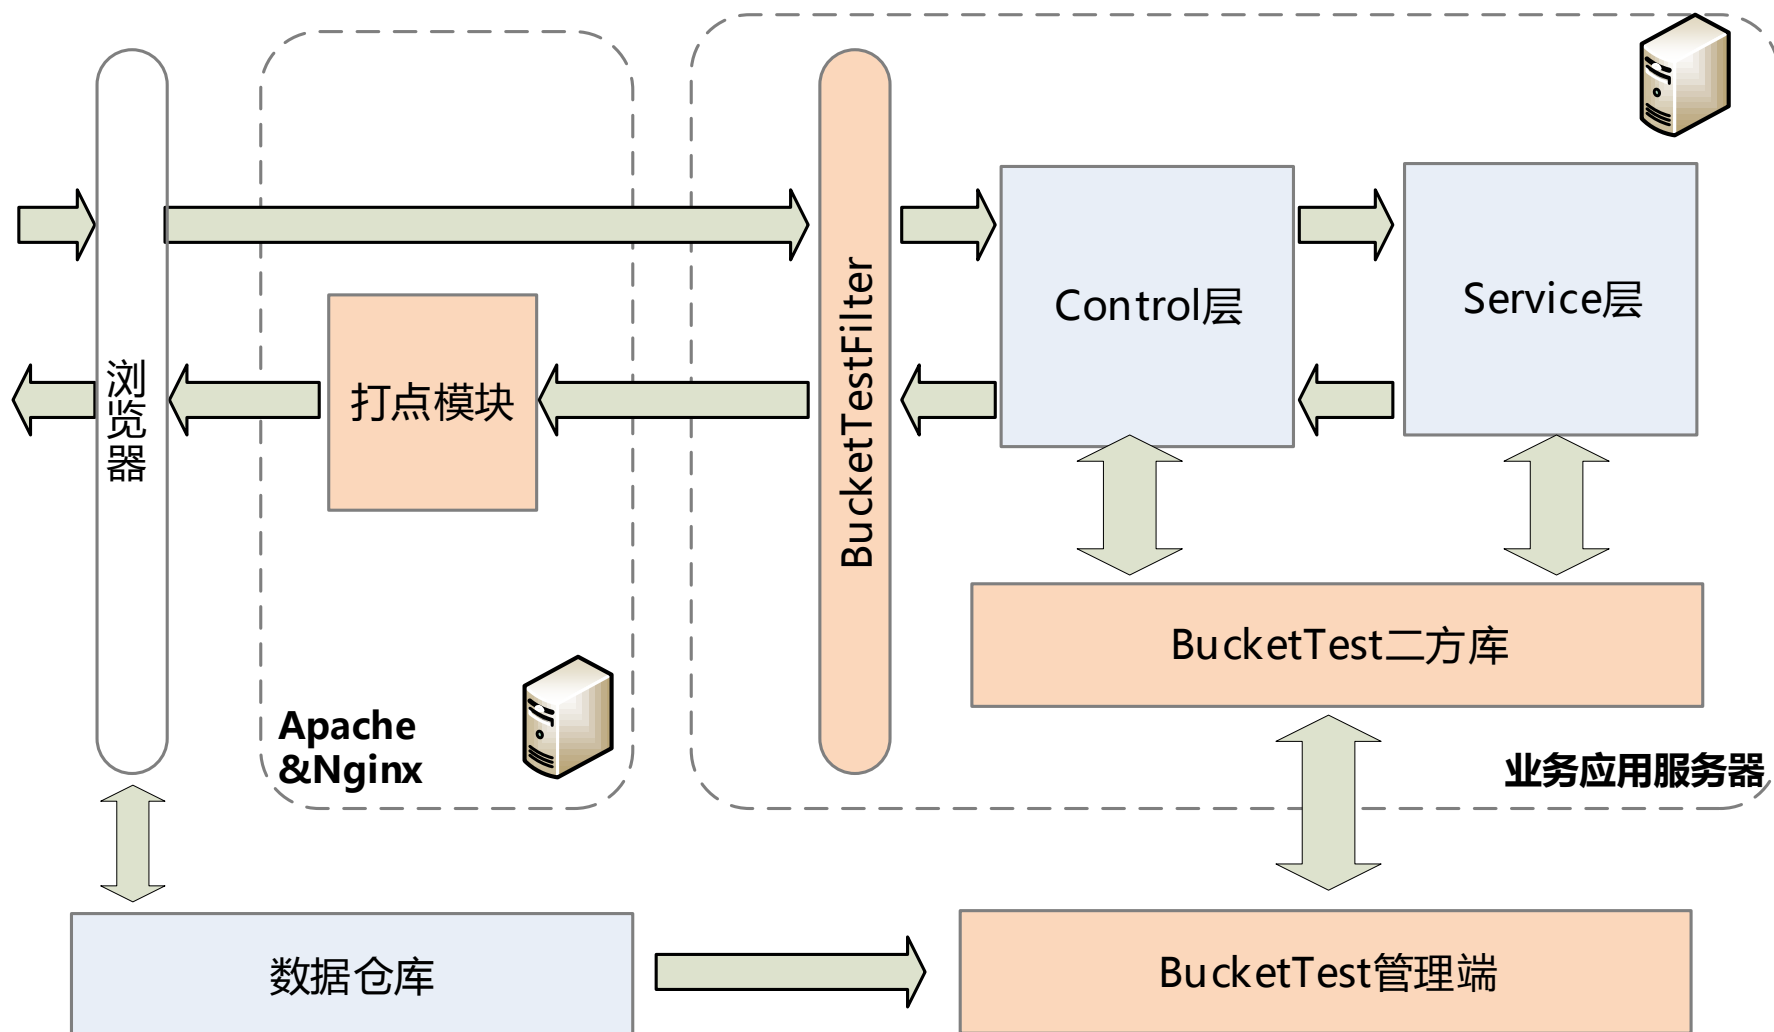 浏览器
打点模块
Apache
&Nginx
BucketTestFilter
Control层
Service层
BucketTest二方库
业务应用服务器
数据仓库
BucketTest管理端